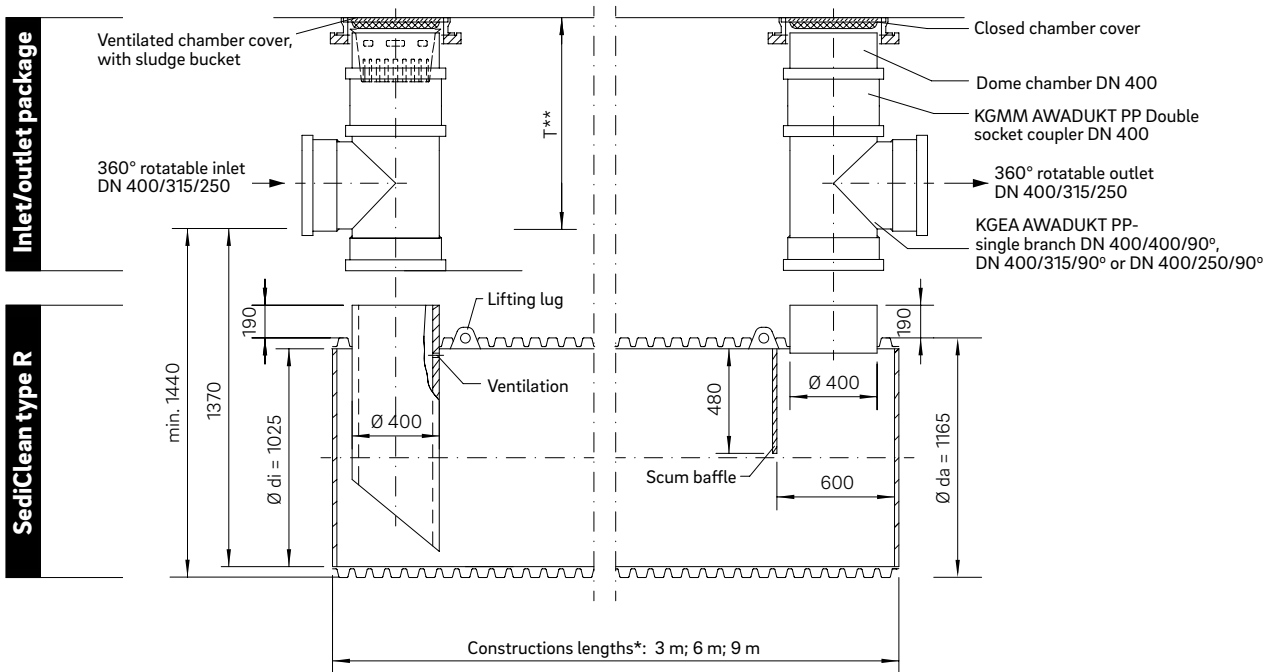 Inlet/outlet package
Ventilated chamber cover,
with sludge bucket
T**
Closed chamber cover
Dome chamber DN 400
KGMM AWADUKT PP Double
socket coupler DN 400
360° rotatable inlet
DN 400/315/250
360° rotatable outlet
DN 400/315/250
KGEA AWADUKT PP-
single branch DN 400/400/90º,
DN 400/315/90º or DN 400/250/90º
SediClean type R
min. 1440
1370
190
Ø di = 1025
Lifting lug
Ventilation
Ø 400
480
Scum baffle
Ø 400
600
190
Ø da = 1165
Constructions lengths*: 3 m; 6 m; 9 m